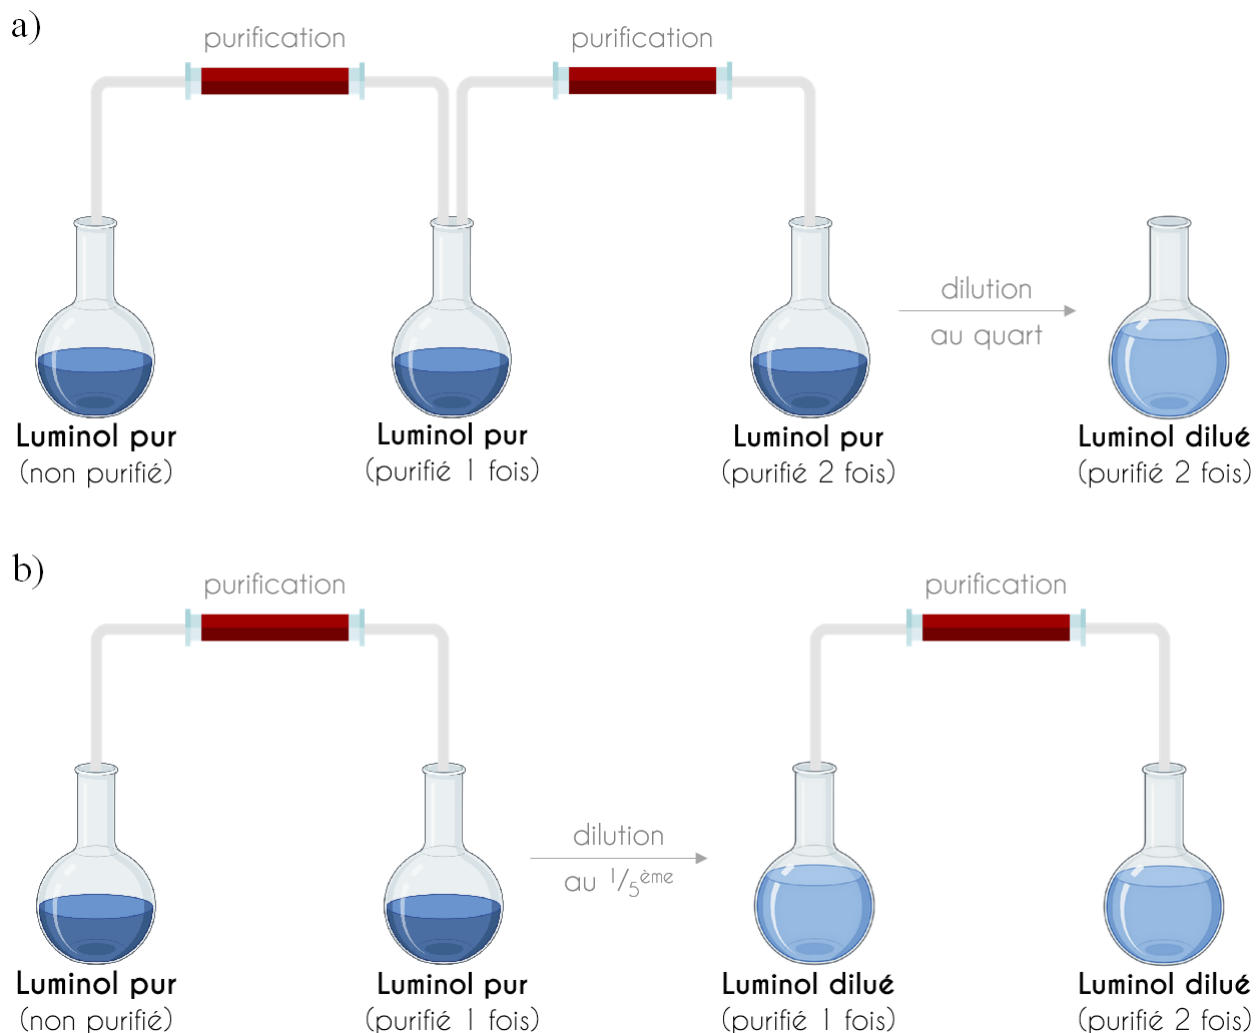 a)
purification
purification
dilution
au quart
Luminol pur
(non purifié)
Luminol pur
(purifié 1 fois)
Luminol pur
(purifié 2 fois)
Luminol dilué
(purifié 2 fois)
b)
purification
purification
dilution
au 1/5ème
Luminol pur
(non purifié)
Luminol pur
(purifié 1 fois)
Luminol dilué
(purifié 1 fois)
Luminol dilué
(purifié 2 fois)